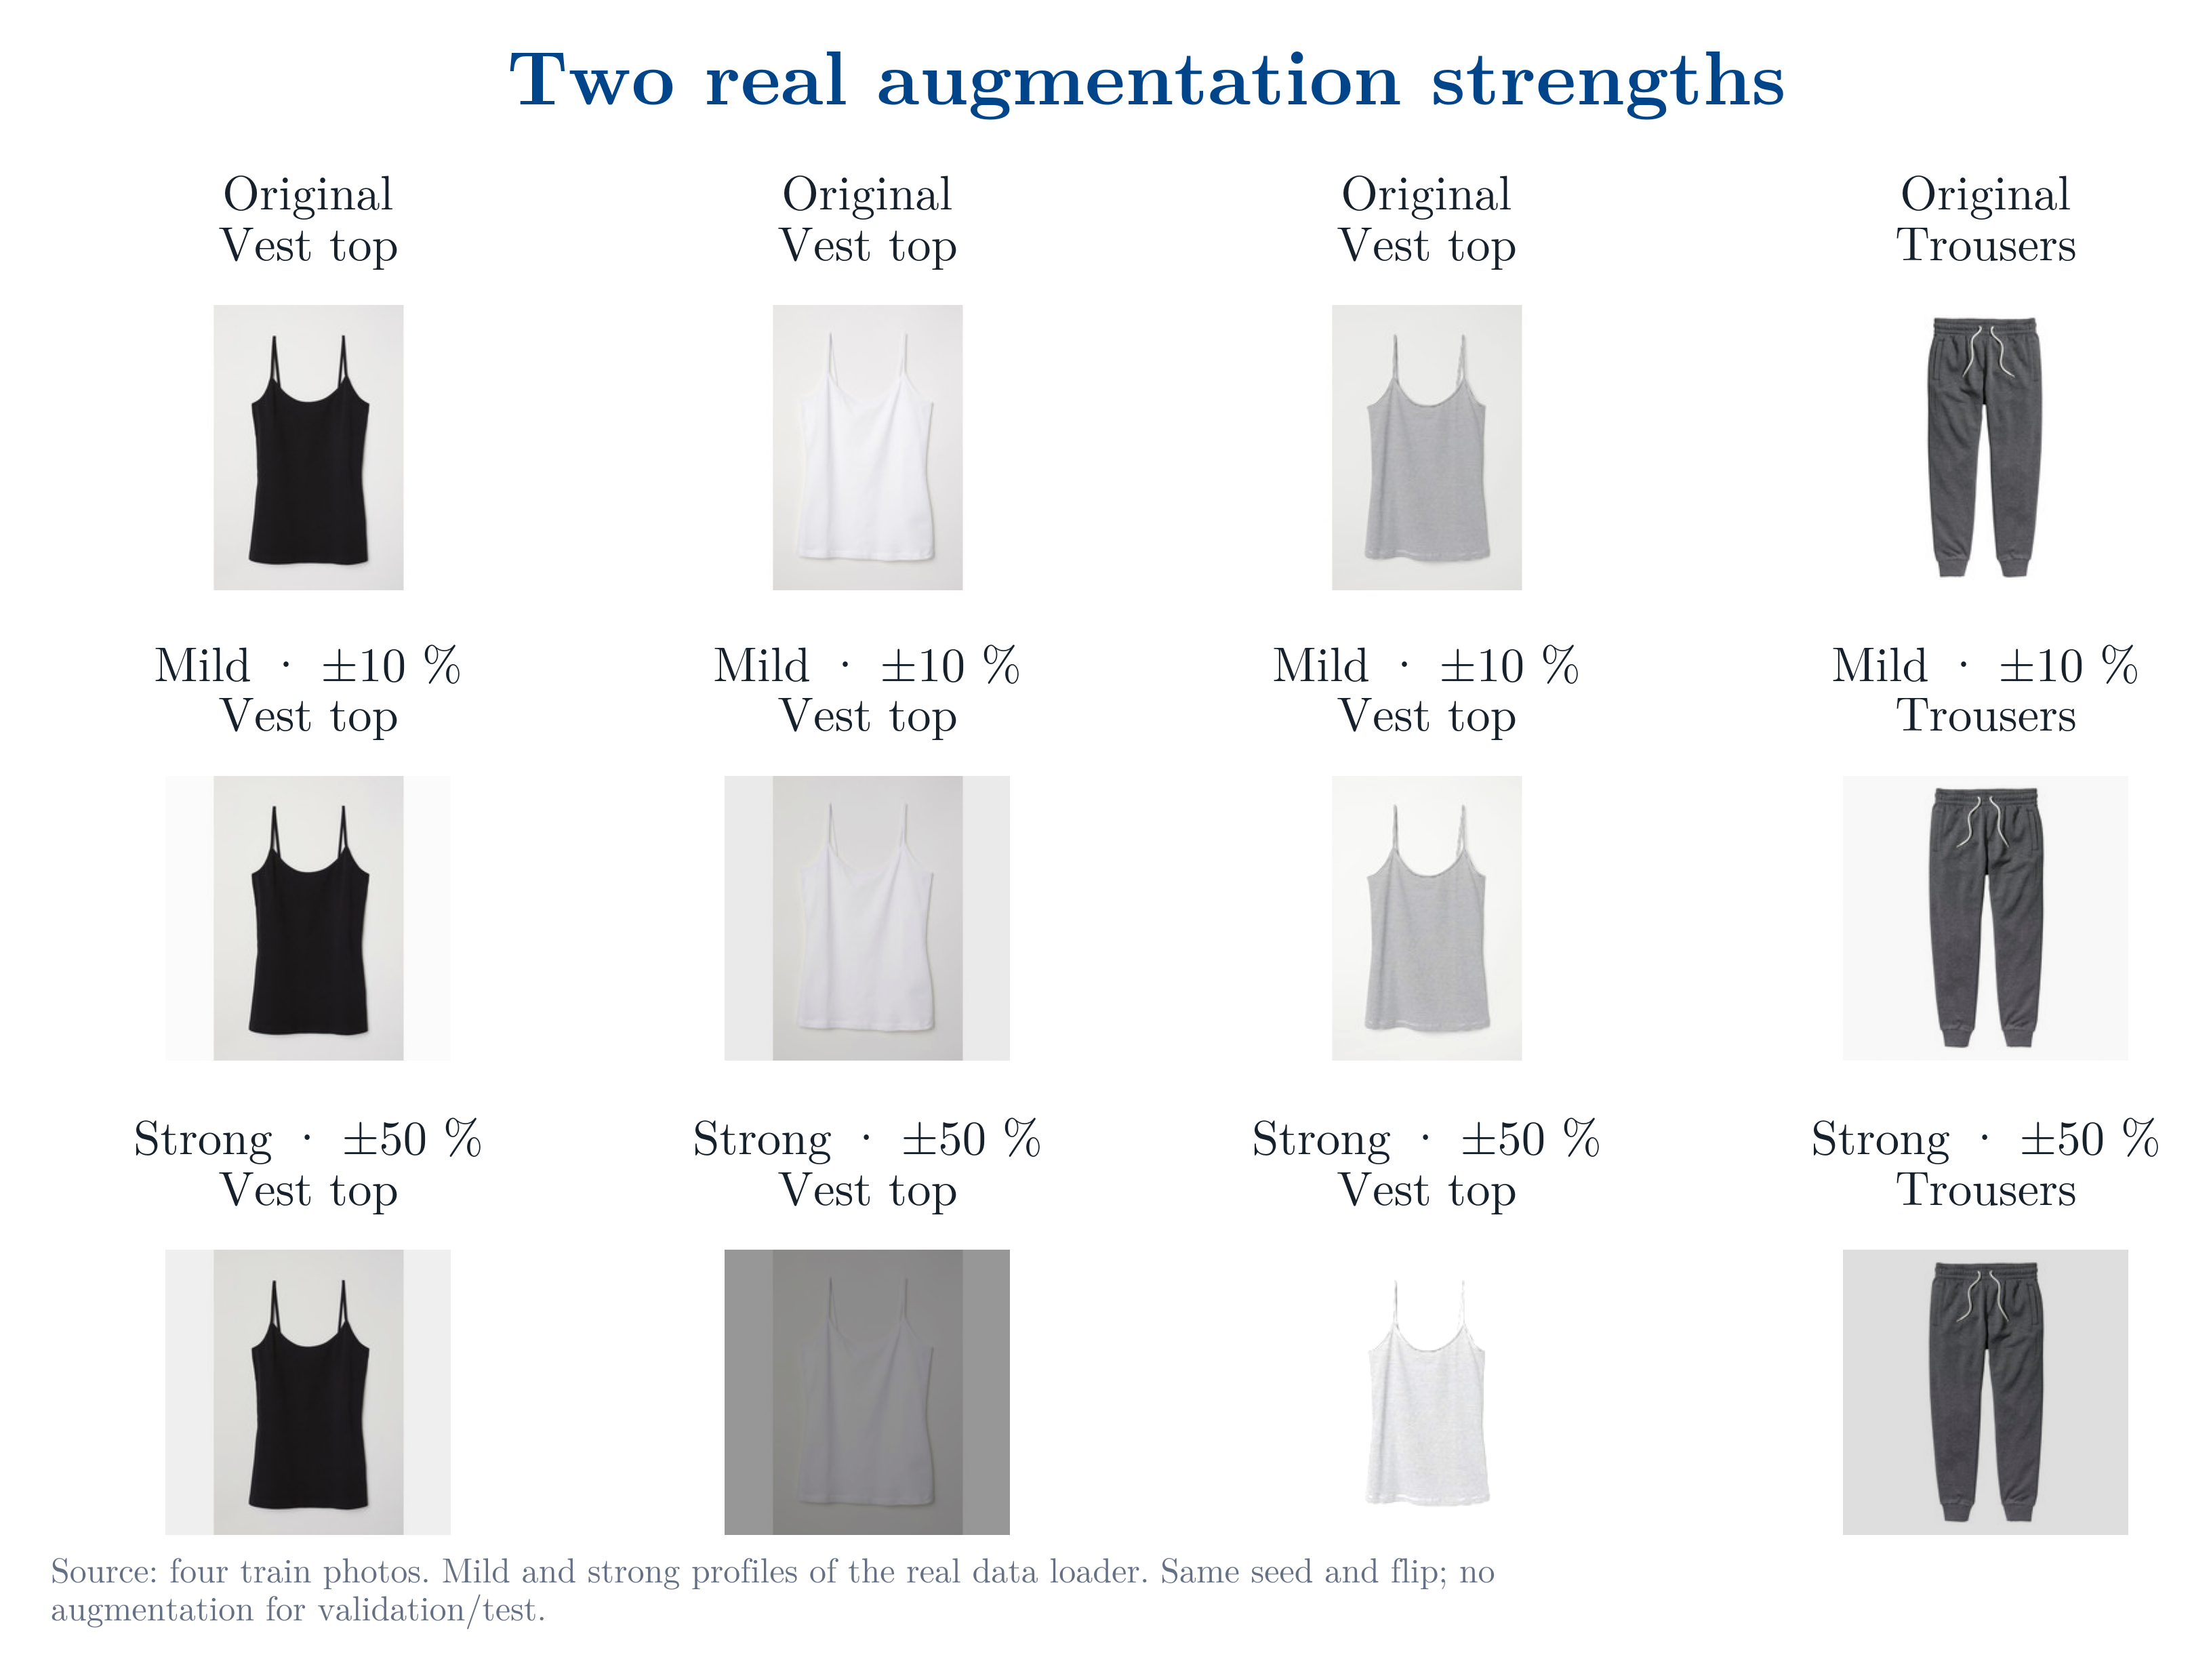 Two real augmentation strengths
Original
Vest top
Original
Vest top
Original
Vest top
Original
Trousers
Mild · ±10 %
Vest top
Mild · ±10 %
Vest top
Mild · ±10 %
Vest top
Mild · ±10 %
Trousers
Strong · ±50 %
Vest top
Strong · ±50 %
Vest top
Strong · ±50 %
Vest top
Strong · ±50 %
Trousers
Source: four train photos. Mild and strong profiles of the real data loader. Same seed and flip; no
augmentation for validation/test.